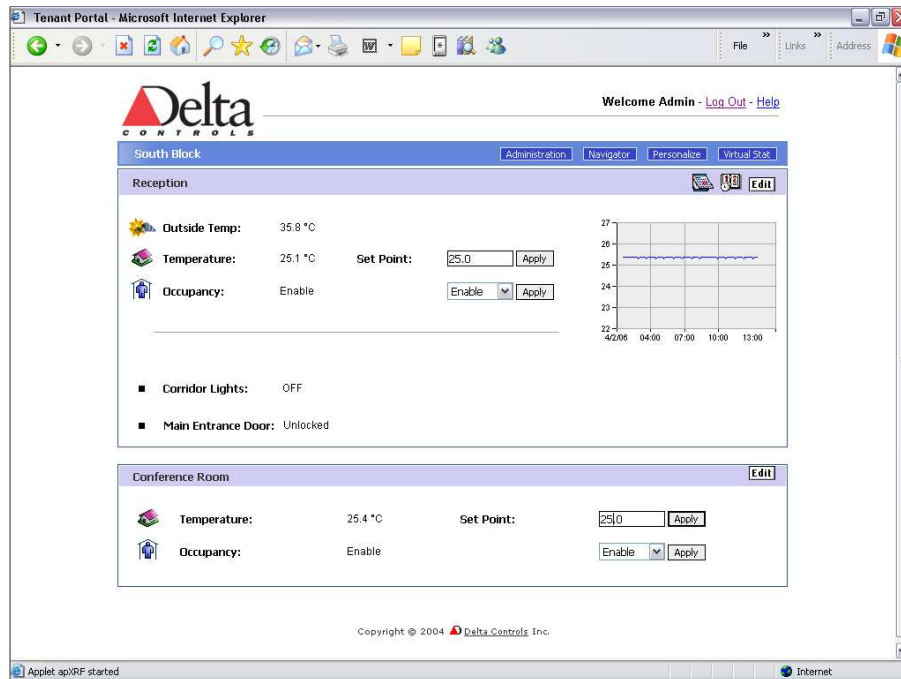 Tenant Portal - Microsoft Internet Explorer
File » Links » Address
Delta
CONTROLS
Welcome Admin - Log Out - Help
South Block Administration Navigator Personalize Virtual Stat
Reception Edit
Outside Temp: 35.8 °C
Temperature: 25.1 °C Set Point: 25.0 Apply
Occupancy: Enable Enable Apply
27
26
25
24
23
22
4/2/06 04:00 07:00 10:00 13:00
Corridor Lights: OFF
Main Entrance Door: Unlocked
Conference Room Edit
Temperature: 25.4 °C Set Point: 25.0 Apply
Occupancy: Enable Enable Apply
Copyright © 2004 Delta Controls Inc.
Applet apXRF started Internet